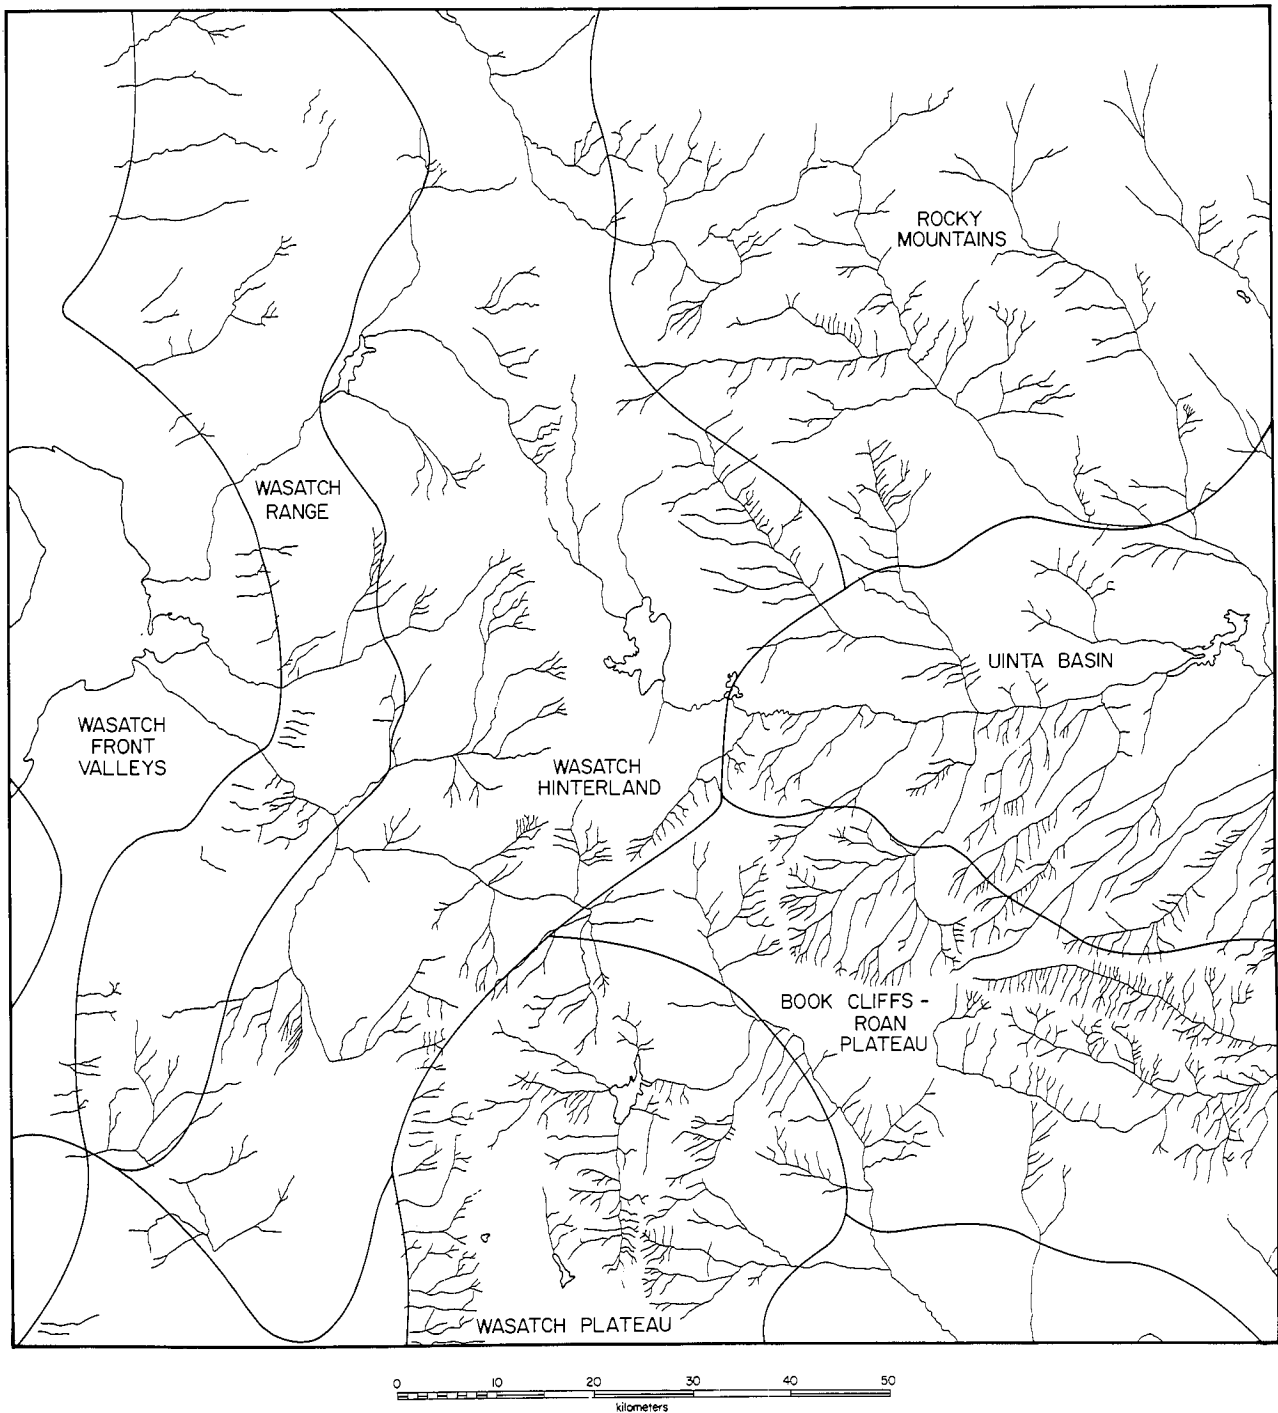 ROCKY
MOUNTAINS
WASATCH
RANGE
UINTA BASIN
WASATCH
FRONT
VALLEYS
WASATCH
HINTERLAND
BOOK CLIFFS -
ROAN
PLATEAU
WASATCH PLATEAU
0 10 20 30 40 50
kilometers